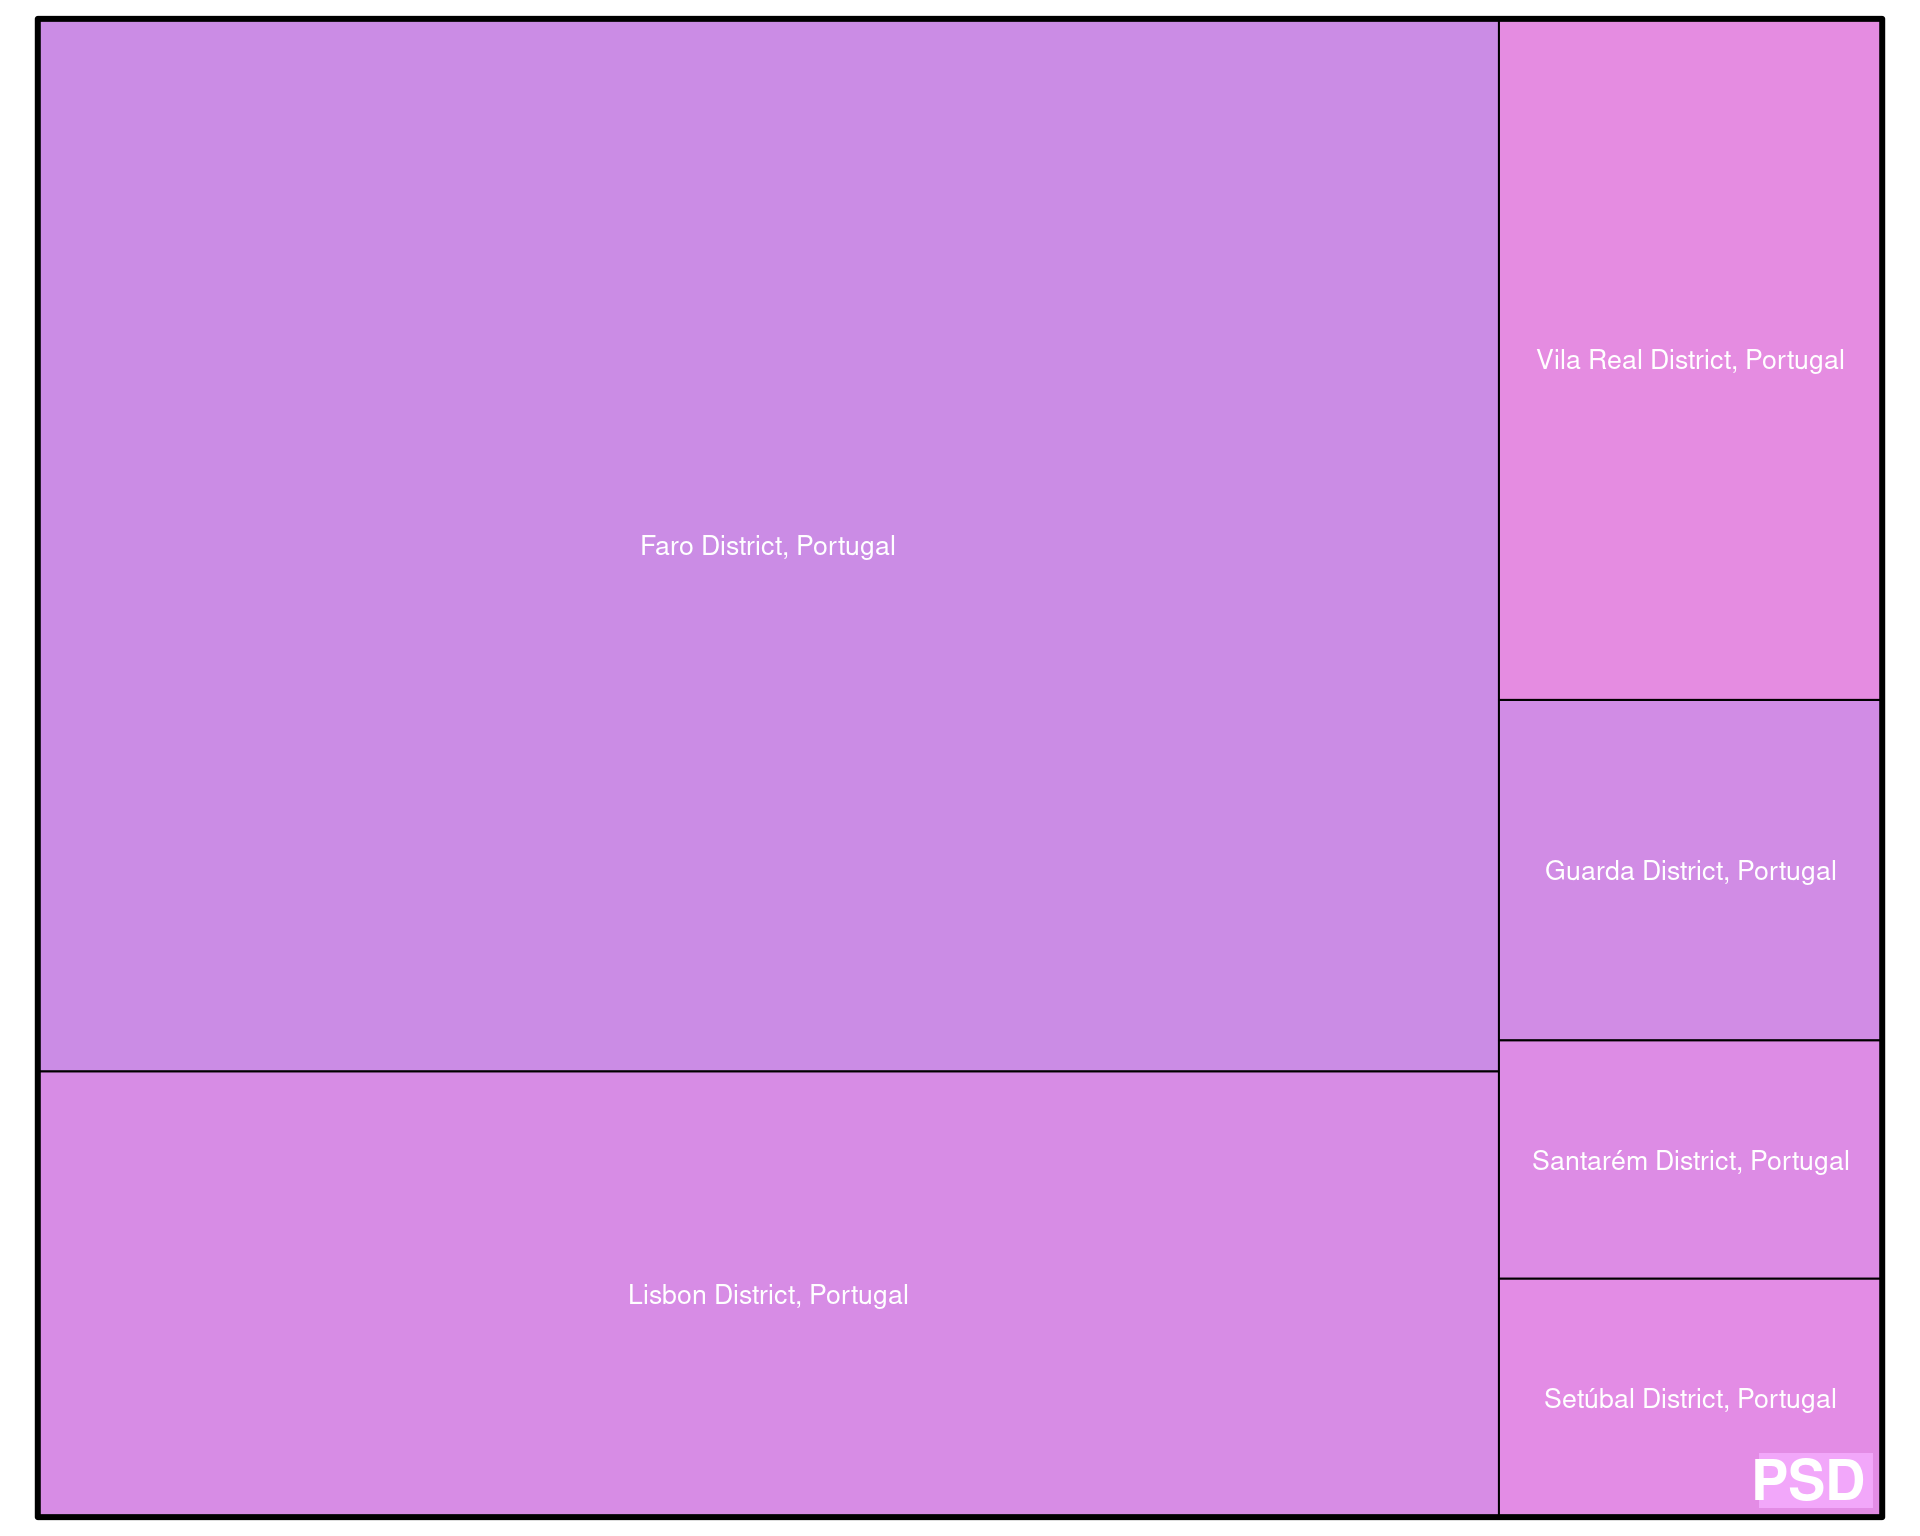 Faro District, Portugal
Lisbon District, Portugal
Vila Real District, Portugal
Guarda District, Portugal
Santarém District, Portugal
Setúbal District, Portugal
PSD